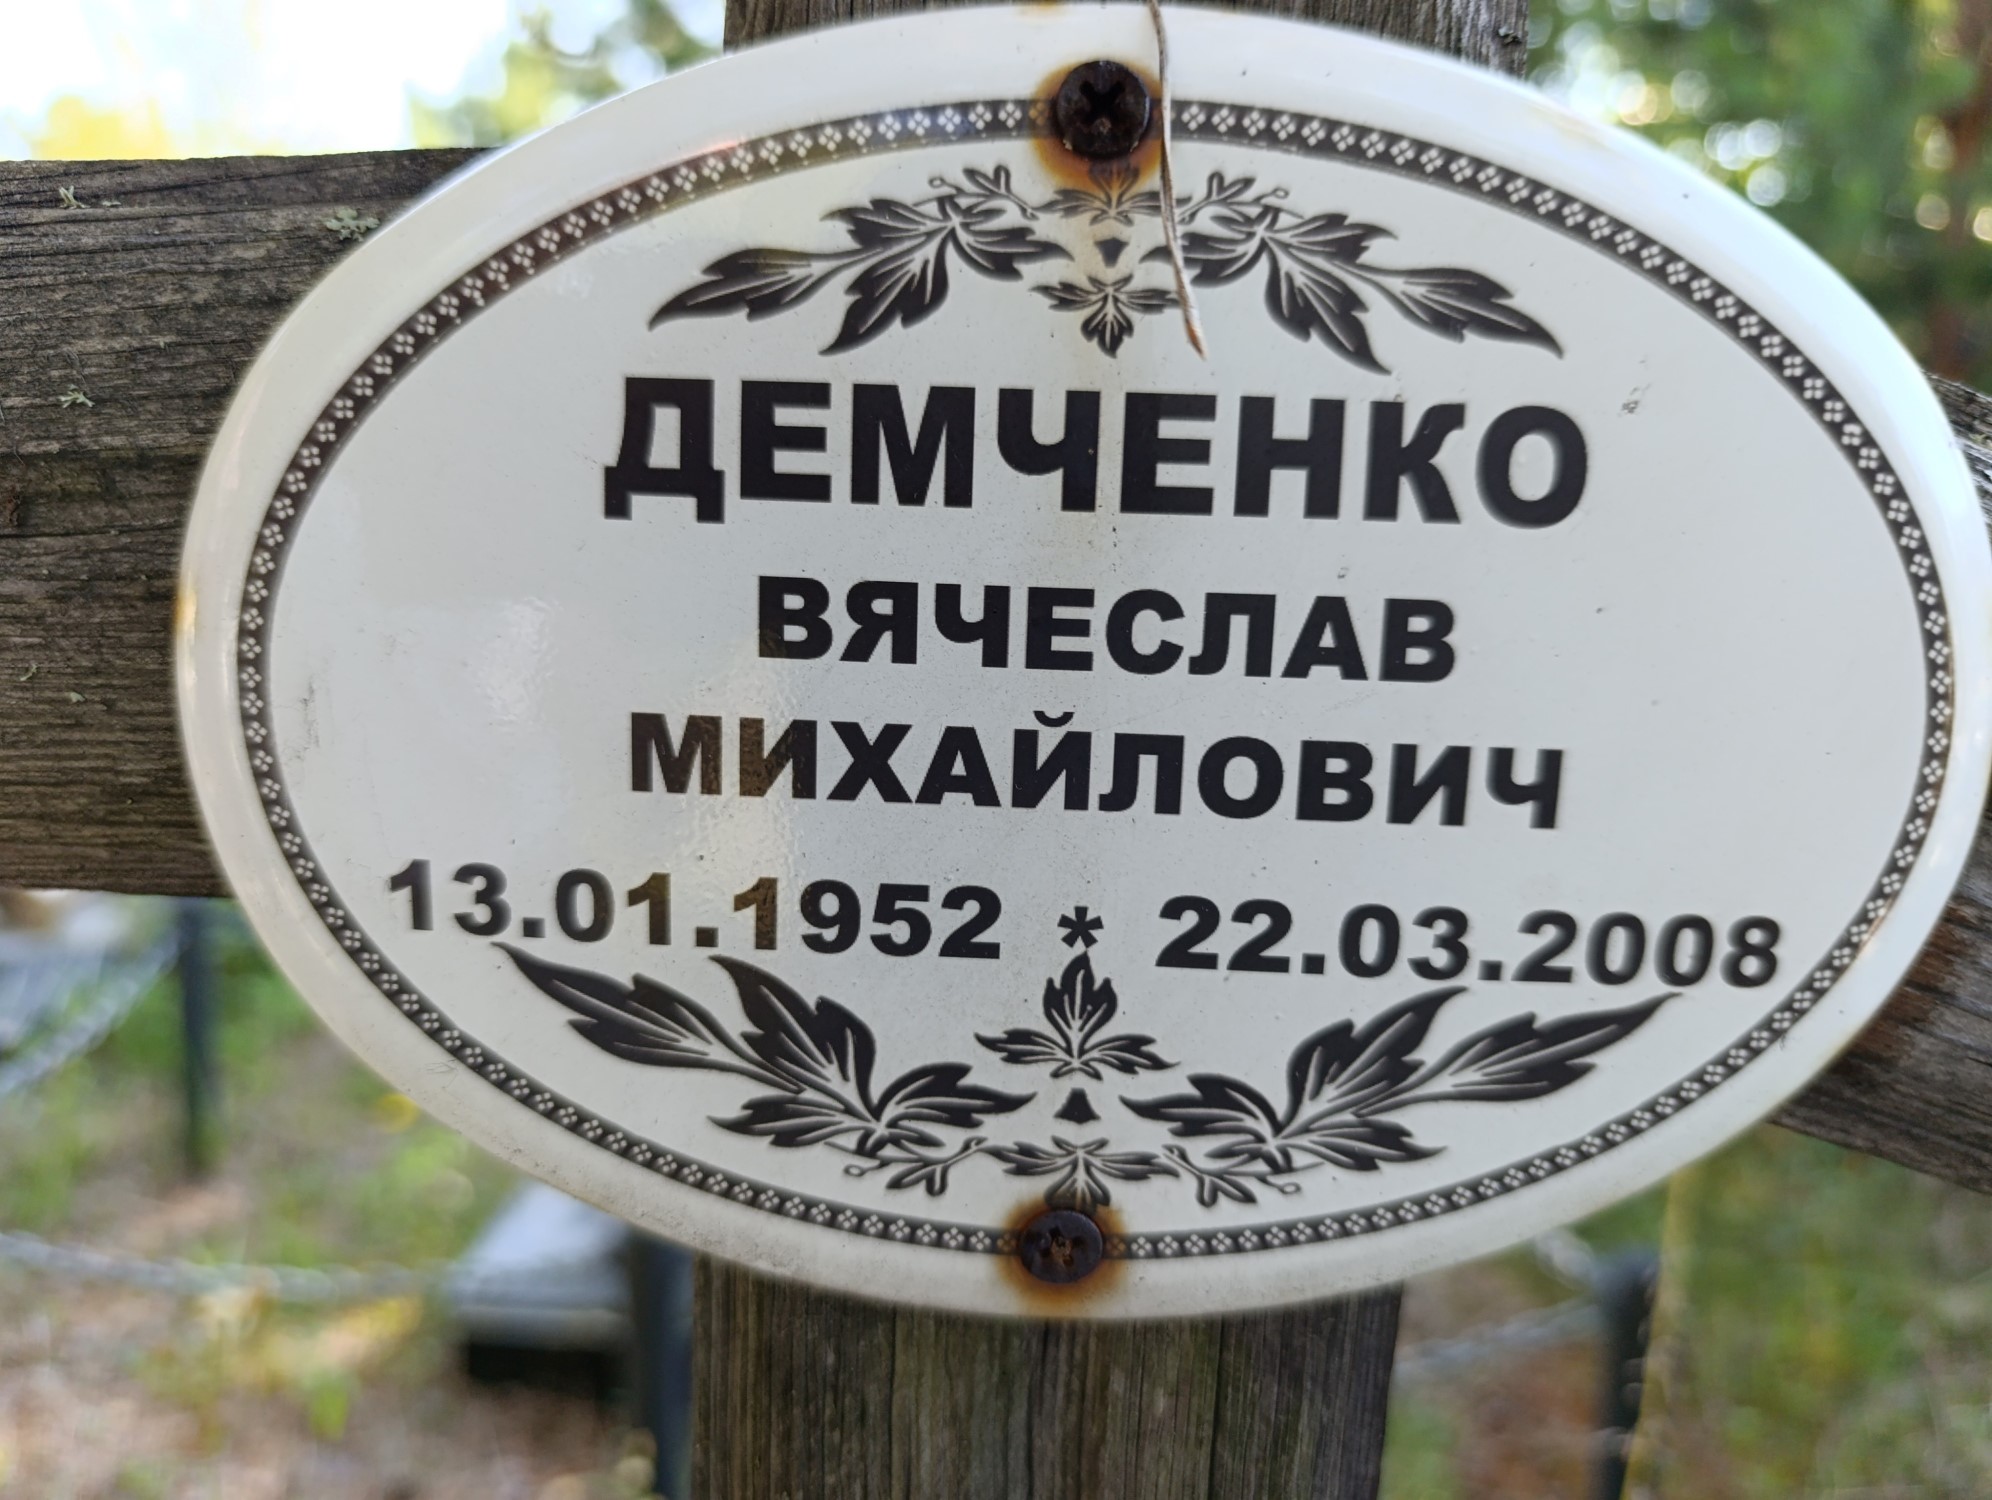 ДЕМЧЕНКО
ВЯЧЕСЛАВ
МИХАЙЛОВИЧ
13.01.1952 * 22.03.2008